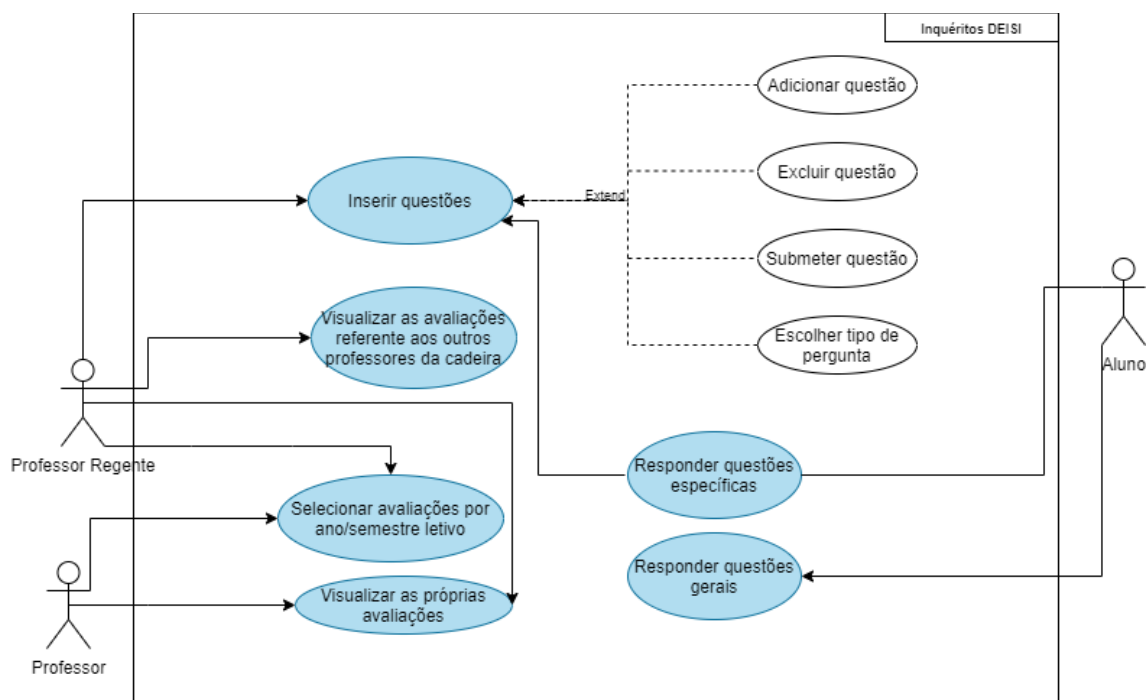 Inquéritos DEISI
Adicionar questão
Excluir questão
Inserir questões
Extend
Submeter questão
Visualizar as avaliações
referente aos outros
professores da cadeira
Escolher tipo de
pergunta
Aluno
Professor Regente
Responder questões
específicas
Selecionar avaliações por
ano/semestre letivo
Responder questões
gerais
Visualizar as próprias
avaliações
Professor